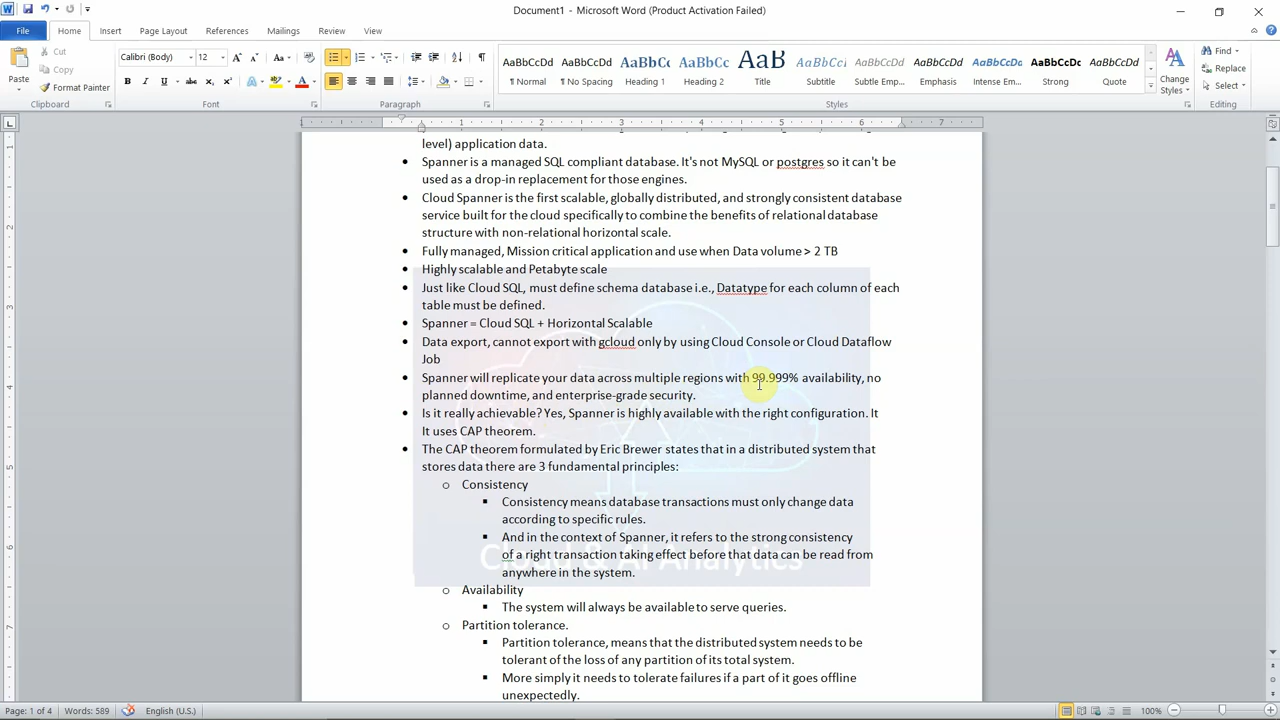 Document1 - Microsoft Word (Product Activation Failed)
File Home Insert Page Layout References Mailings Review View
Paste
Cut
Copy
Format Painter
Clipboard
Calibri (Body) 12
Font
Paragraph
AaBbCcDd AaBbCcDd AaBbC AaBbCc AaB AaBbCcl AaBbCcDd AaBbCcDd AaBbCcDd AaBbCcDc AaBbCcDd
¶ Normal ¶ No Spacing Heading 1 Heading 2 Title Subtitle Subtle Emp... Emphasis Intense Em... Strong Quote
Styles
Change Styles
Find
Replace
Select
Editing
level) application data.
• Spanner is a managed SQL compliant database. It's not MySQL or postgres so it can't be
used as a drop-in replacement for those engines.
• Cloud Spanner is the first scalable, globally distributed, and strongly consistent database
service built for the cloud specifically to combine the benefits of relational database
structure with non-relational horizontal scale.
• Fully managed, Mission critical application and use when Data volume > 2 TB
• Highly scalable and Petabyte scale
• Just like Cloud SQL, must define schema database i.e., Datatype for each column of each
table must be defined.
• Spanner = Cloud SQL + Horizontal Scalable
• Data export, cannot export with gcloud only by using Cloud Console or Cloud Dataflow
Job
• Spanner will replicate your data across multiple regions with 99.999% availability, no
planned downtime, and enterprise-grade security.
• Is it really achievable? Yes, Spanner is highly available with the right configuration. It
It uses CAP theorem.
• The CAP theorem formulated by Eric Brewer states that in a distributed system that
stores data there are 3 fundamental principles:
o Consistency
▪ Consistency means database transactions must only change data
according to specific rules.
▪ And in the context of Spanner, it refers to the strong consistency
of a right transaction taking effect before that data can be read from
anywhere in the system.
Cloud & AI Analytics
o Availability
▪ The system will always be available to serve queries.
o Partition tolerance.
▪ Partition tolerance, means that the distributed system needs to be
tolerant of the loss of any partition of its total system.
▪ More simply it needs to tolerate failures if a part of it goes offline
unexpectedly.
Page: 1 of 4 Words: 589 English (U.S.) 100%